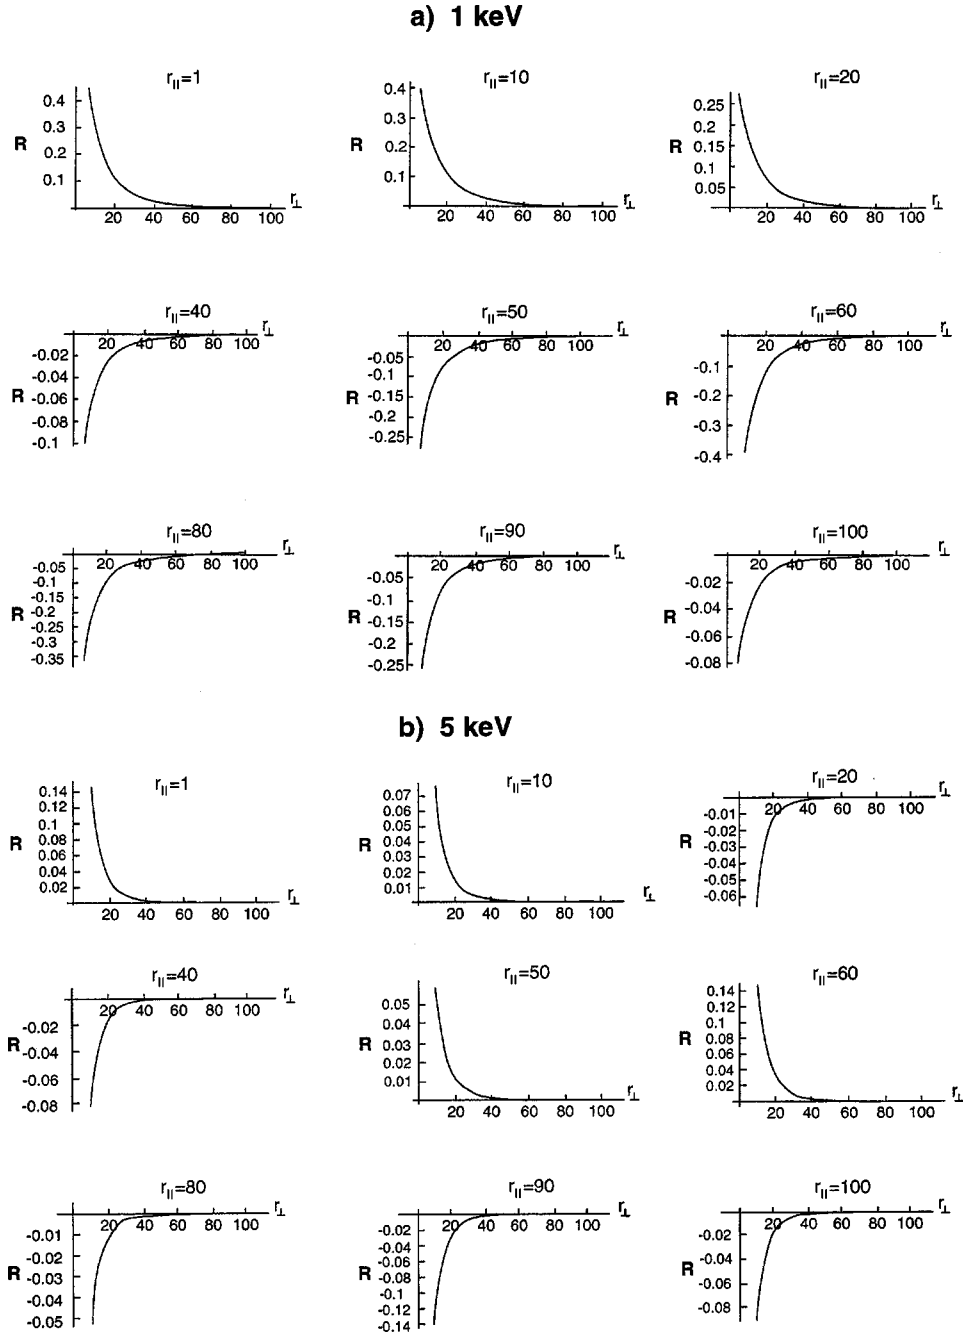 a) 1 keV
r||=1 r||=10 r||=20
R 0.4 0.3 0.2 0.1 20 40 60 80 100 r⊥
R 0.4 0.3 0.2 0.1 20 40 60 80 100 r⊥
R 0.25 0.2 0.15 0.1 0.05 20 40 60 80 100 r⊥
r||=40 r||=50 r||=60
R -0.02 -0.04 -0.06 -0.08 -0.1 20 40 60 80 100 r⊥
R -0.05 -0.1 -0.15 -0.2 -0.25 20 40 60 80 100 r⊥
R -0.1 -0.2 -0.3 -0.4 20 40 60 80 100 r⊥
r||=80 r||=90 r||=100
R -0.05 -0.1 -0.15 -0.2 -0.25 -0.3 -0.35 20 40 60 80 100 r⊥
R -0.05 -0.1 -0.15 -0.2 -0.25 20 40 60 80 100 r⊥
R -0.02 -0.04 -0.06 -0.08 20 40 60 80 100 r⊥
b) 5 keV
r||=1 r||=10 r||=20
R 0.14 0.12 0.1 0.08 0.06 0.04 0.02 20 40 60 80 100 r⊥
R 0.07 0.06 0.05 0.04 0.03 0.02 0.01 20 40 60 80 100 r⊥
R -0.01 -0.02 -0.03 -0.04 -0.05 -0.06 20 40 60 80 100 r⊥
r||=40 r||=50 r||=60
R -0.02 -0.04 -0.06 -0.08 20 40 60 80 100 r⊥
R 0.05 0.04 0.03 0.02 0.01 20 40 60 80 100 r⊥
R 0.14 0.12 0.1 0.08 0.06 0.04 0.02 20 40 60 80 100 r⊥
r||=80 r||=90 r||=100
R -0.01 -0.02 -0.03 -0.04 -0.05 20 40 60 80 100 r⊥
R -0.02 -0.04 -0.06 -0.08 -0.1 -0.12 -0.14 20 40 60 80 100 r⊥
R -0.02 -0.04 -0.06 -0.08 20 40 60 80 100 r⊥